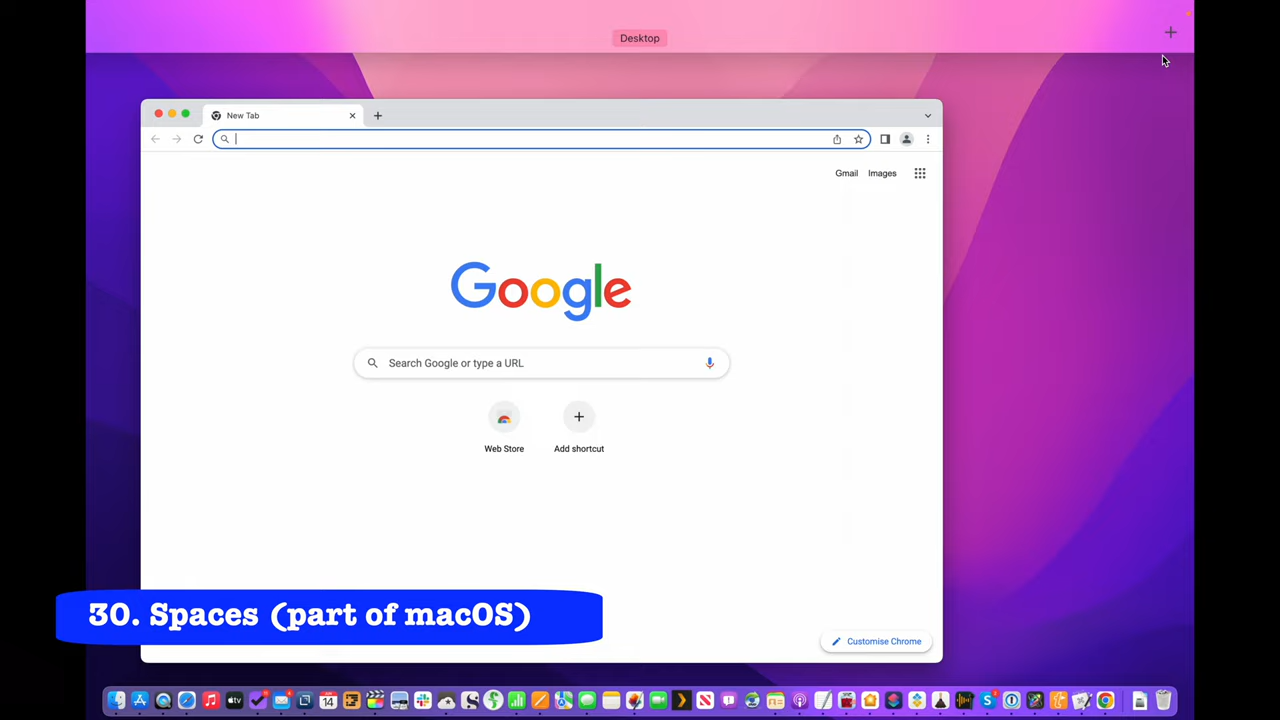 Desktop
New Tab
Gmail Images
Google
Search Google or type a URL
Web Store Add shortcut
30. Spaces (part of macOS)
Customise Chrome
14